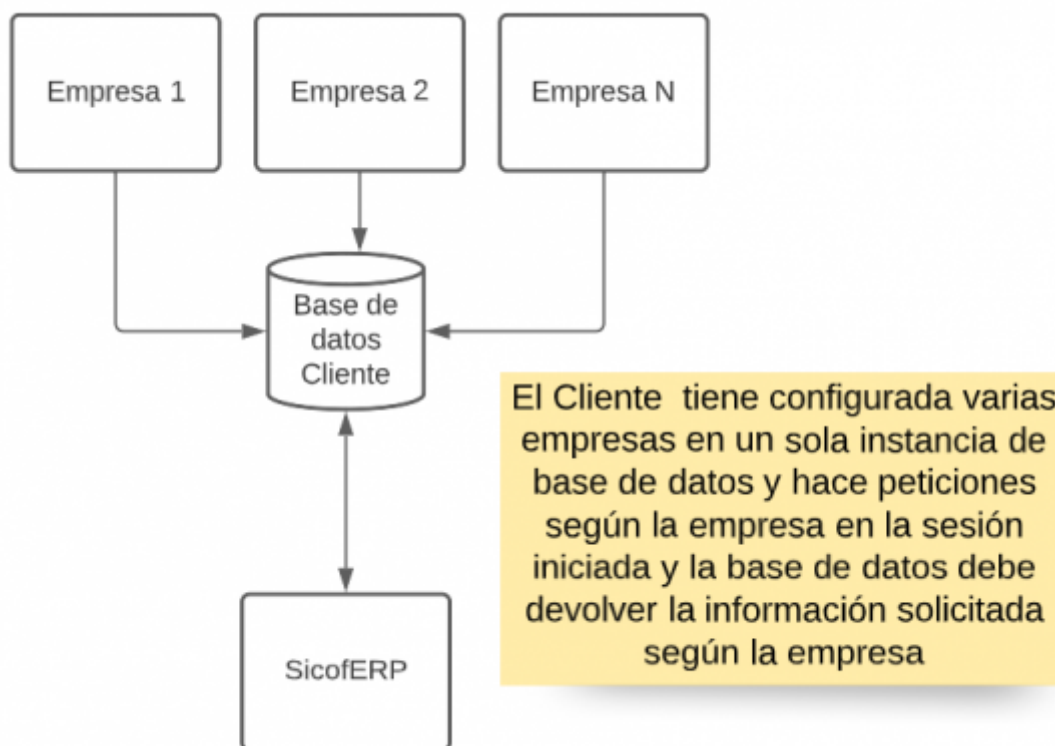 Empresa 1
Empresa 2
Empresa N
Base de
datos
Cliente
El Cliente  tiene configurada varias
empresas en un sola instancia de
base de datos y hace peticiones
según la empresa en la sesión
iniciada y la base de datos debe
devolver la información solicitada
según la empresa
SicofERP